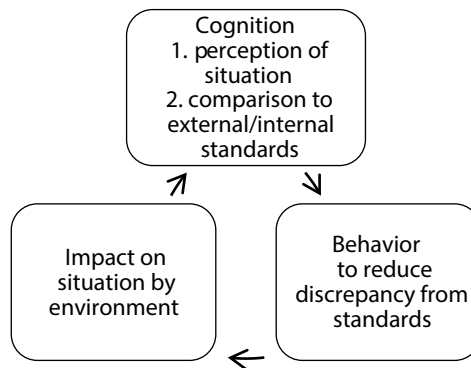 Cognition
1. perception of
situation
2. comparison to
external/internal
standards
Impact on
situation by
environment
Behavior
to reduce
discrepancy from
standards